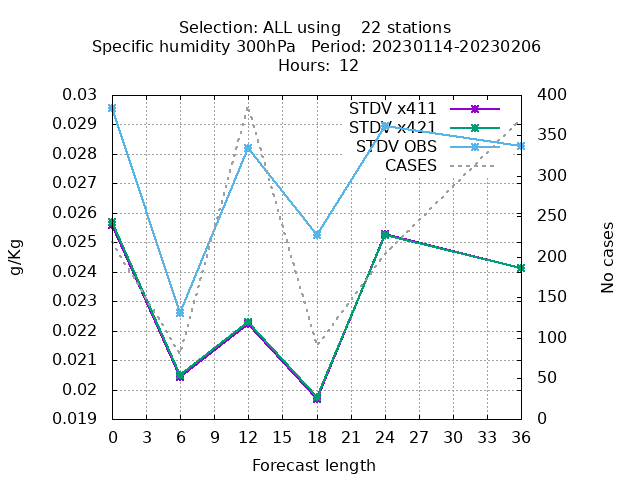 Selection: ALL using    22 stations
Specific humidity 300hPa   Period: 20230114-20230206
Hours:  12
STDV x411
STDV x421
STDV OBS
CASES
0.03
0.029
0.028
0.027
0.026
0.025
0.024
0.023
0.022
0.021
0.02
0.019
400
350
300
250
200
150
100
50
0
g/Kg
No cases
0 3 6 9 12 15 18 21 24 27 30 33 36
Forecast length